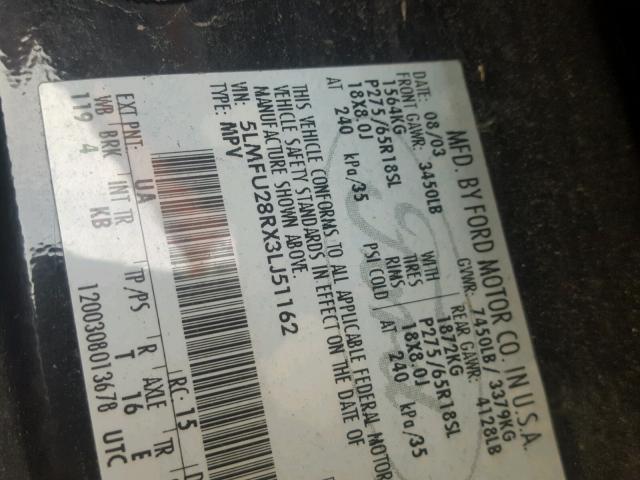 MFD. BY FORD MOTOR CO. IN U.S.A.
DATE: 08/03 GVWR: 7450LB / 3379KG
FRONT GAWR: 3450LB REAR GAWR: 4128LB
1564KG WITH 1872KG
P275/65R18SL TIRES P275/65R18SL
18X8.0J RIMS 18X8.0J
AT 240 kPa/35 PSI COLD AT 240 kPa/35
THIS VEHICLE CONFORMS TO ALL APPLICABLE FEDERAL MOTOR
VEHICLE SAFETY STANDARDS IN EFFECT ON THE DATE OF
MANUFACTURE SHOWN ABOVE.
VIN: 5LMFU28RX3LJ51162
TYPE: MPV
EXT PNT: UA RC: 15
WB BRK INT TR TP/PS R AXLE TR
119 4 KB T 16 E
1200308013678 UTC